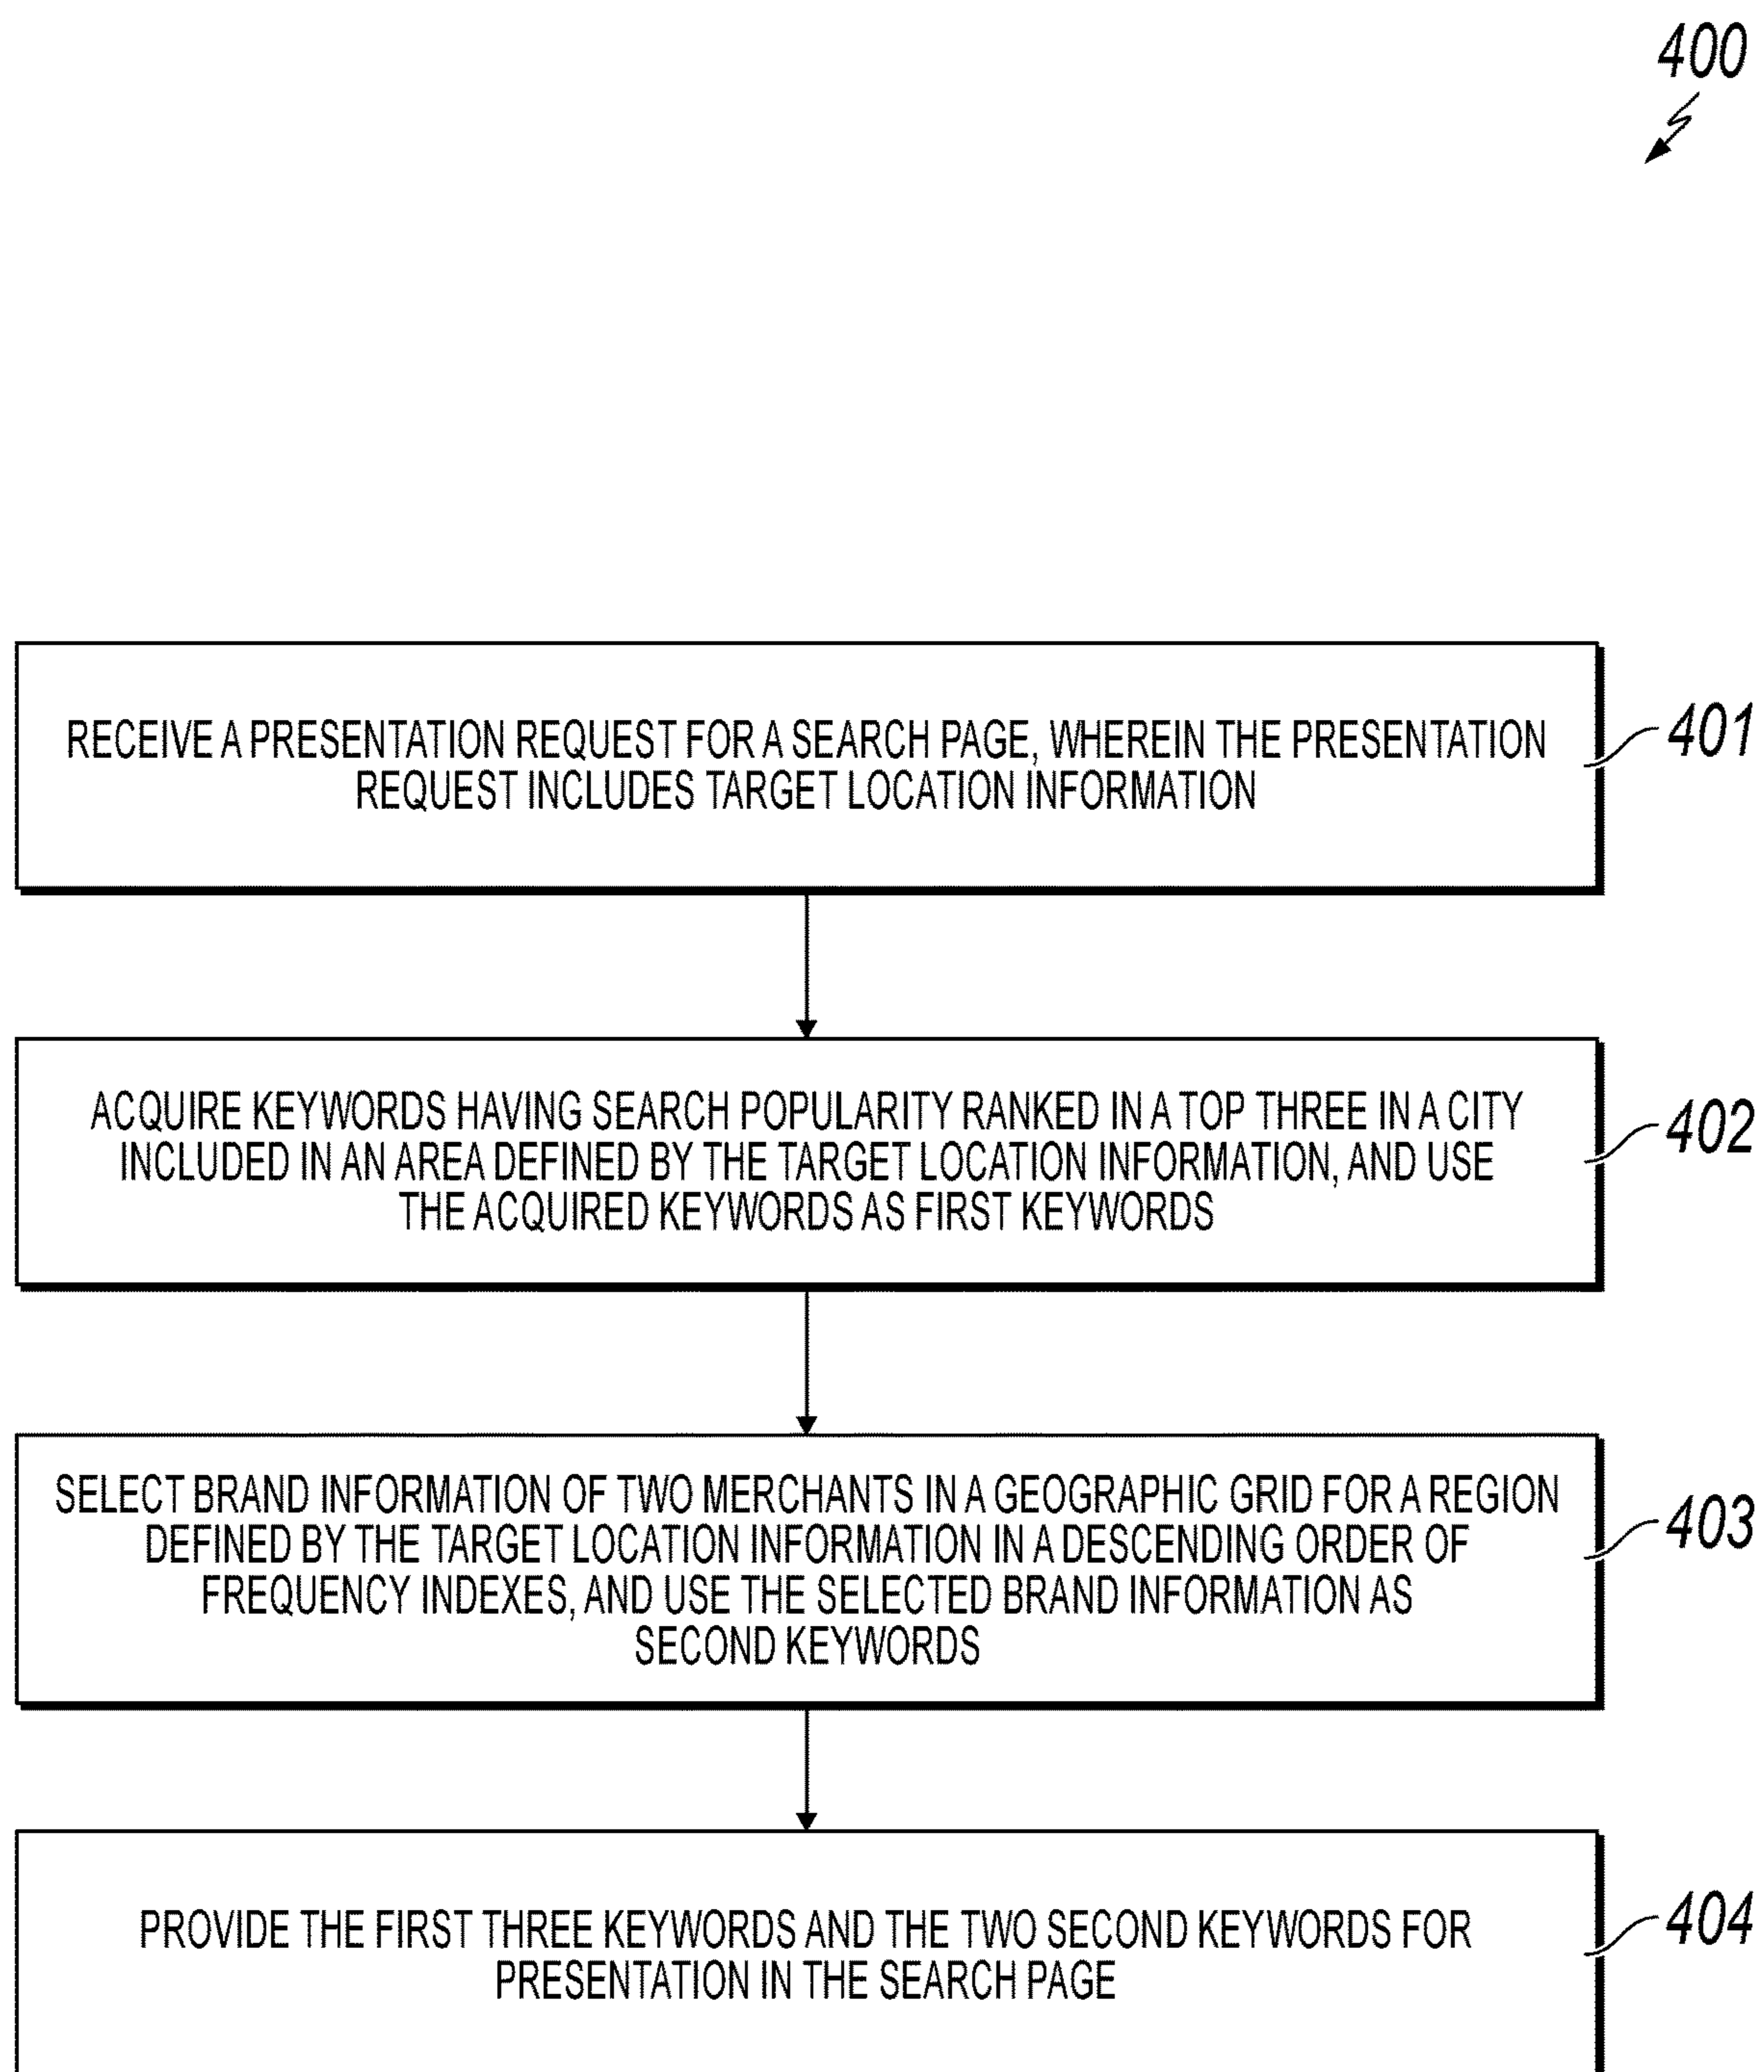 400
RECEIVE A PRESENTATION REQUEST FOR A SEARCH PAGE, WHEREIN THE PRESENTATION
REQUEST INCLUDES TARGET LOCATION INFORMATION
401
ACQUIRE KEYWORDS HAVING SEARCH POPULARITY RANKED IN A TOP THREE IN A CITY
INCLUDED IN AN AREA DEFINED BY THE TARGET LOCATION INFORMATION, AND USE
THE ACQUIRED KEYWORDS AS FIRST KEYWORDS
402
SELECT BRAND INFORMATION OF TWO MERCHANTS IN A GEOGRAPHIC GRID FOR A REGION
DEFINED BY THE TARGET LOCATION INFORMATION IN A DESCENDING ORDER OF
FREQUENCY INDEXES, AND USE THE SELECTED BRAND INFORMATION AS
SECOND KEYWORDS
403
PROVIDE THE FIRST THREE KEYWORDS AND THE TWO SECOND KEYWORDS FOR
PRESENTATION IN THE SEARCH PAGE
404